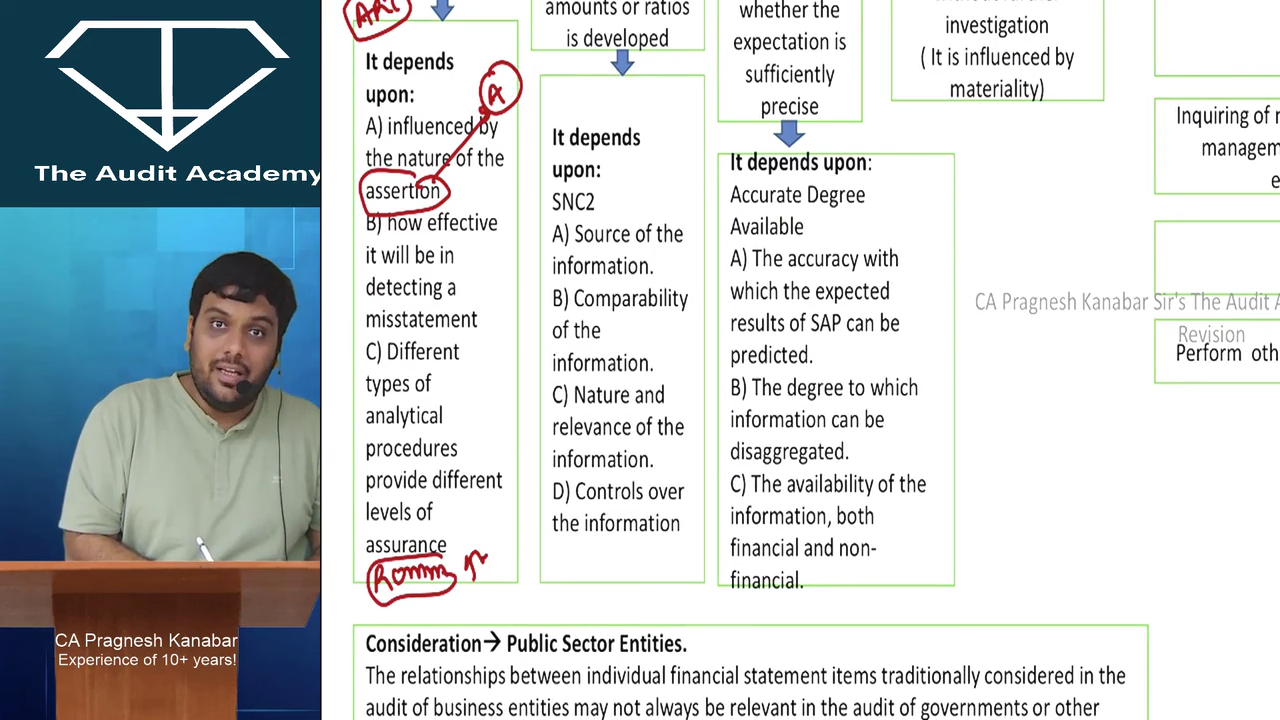 The Audit Academy
CA Pragnesh Kanabar
Experience of 10+ years!
It depends
upon:
A) influenced by
the nature of the
assertion
B) how effective
it will be in
detecting a
misstatement
C) Different
types of
analytical
procedures
provide different
levels of
assurance
Romm
A
amounts or ratios
is developed
It depends
upon:
SNC2
A) Source of the
information.
B) Comparability
of the
information.
C) Nature and
relevance of the
information.
D) Controls over
the information
whether the
expectation is
sufficiently
precise
It depends upon:
Accurate Degree
Available
A) The accuracy with
which the expected
results of SAP can be
predicted.
B) The degree to which
information can be
disaggregated.
C) The availability of the
information, both
financial and non-
financial.
investigation
( It is influenced by
materiality)
Inquiring of
managem
CA Pragnesh Kanabar Sir's The Audit A
Revision
Perform oth
Consideration→ Public Sector Entities.
The relationships between individual financial statement items traditionally considered in the
audit of business entities may not always be relevant in the audit of governments or other